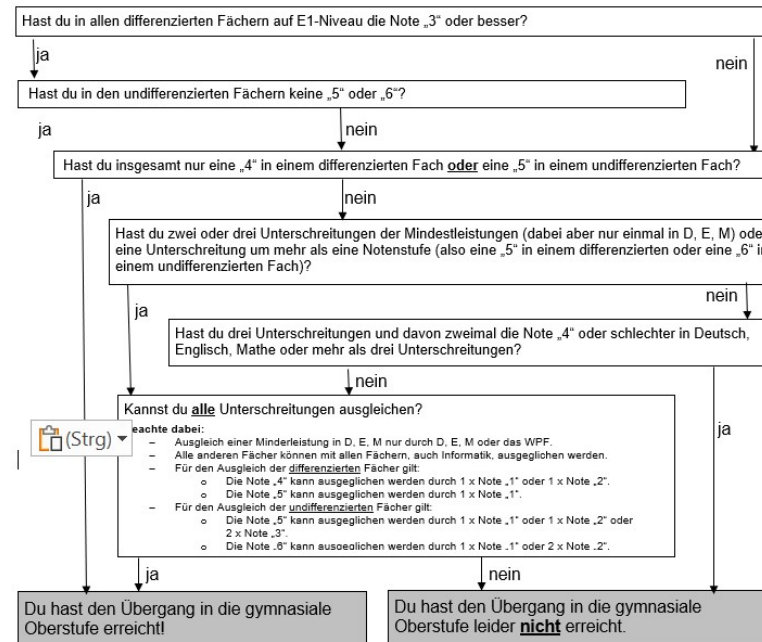 Hast du in allen differenzierten Fächern auf E1-Niveau die Note „3“ oder besser?
ja
nein
Hast du in den undifferenzierten Fächern keine „5“ oder „6“?
ja
nein
Hast du insgesamt nur eine „4“ in einem differenzierten Fach oder eine „5“ in einem undifferenzierten Fach?
ja
nein
Hast du zwei oder drei Unterschreitungen der Mindestleistungen (dabei aber nur einmal in D, E, M)
eine Unterschreitung um mehr als eine Notenstufe (also eine „5“ in einem differenzierten oder eine „6“
einem undifferenzierten Fach)?
nein
ja
Hast du drei Unterschreitungen und davon zweimal die Note „4“ oder schlechter in Deutsch,
Englisch, Mathe oder mehr als drei Unterschreitungen?
nein
ja
Kannst du alle Unterschreitungen ausgleichen?
dabei:
– Ausgleich einer Minderleistung in D, E, M nur durch D, E, M oder das WPF.
– Alle anderen Fächer können mit allen Fächern, auch Informatik, ausgeglichen werden.
– Für den Ausgleich der differenzierten Fächer gilt:
o Die Note „4“ kann ausgeglichen werden durch 1 x Note „1“ oder 1 x Note „2“.
o Die Note „5“ kann ausgeglichen werden durch 1 x Note „1“.
– Für den Ausgleich der undifferenzierten Fächer gilt:
o Die Note „5“ kann ausgeglichen werden durch 1 x Note „1“ oder 1 x Note „2“ oder
2 x Note „3“.
o Die Note „6“ kann ausgeglichen werden durch 1 x Note „1“ oder 2 x Note „2“.
(Strg)
ja
nein
Du hast den Übergang in die gymnasiale
Oberstufe erreicht!
Du hast den Übergang in die gymnasiale
Oberstufe leider nicht erreicht.